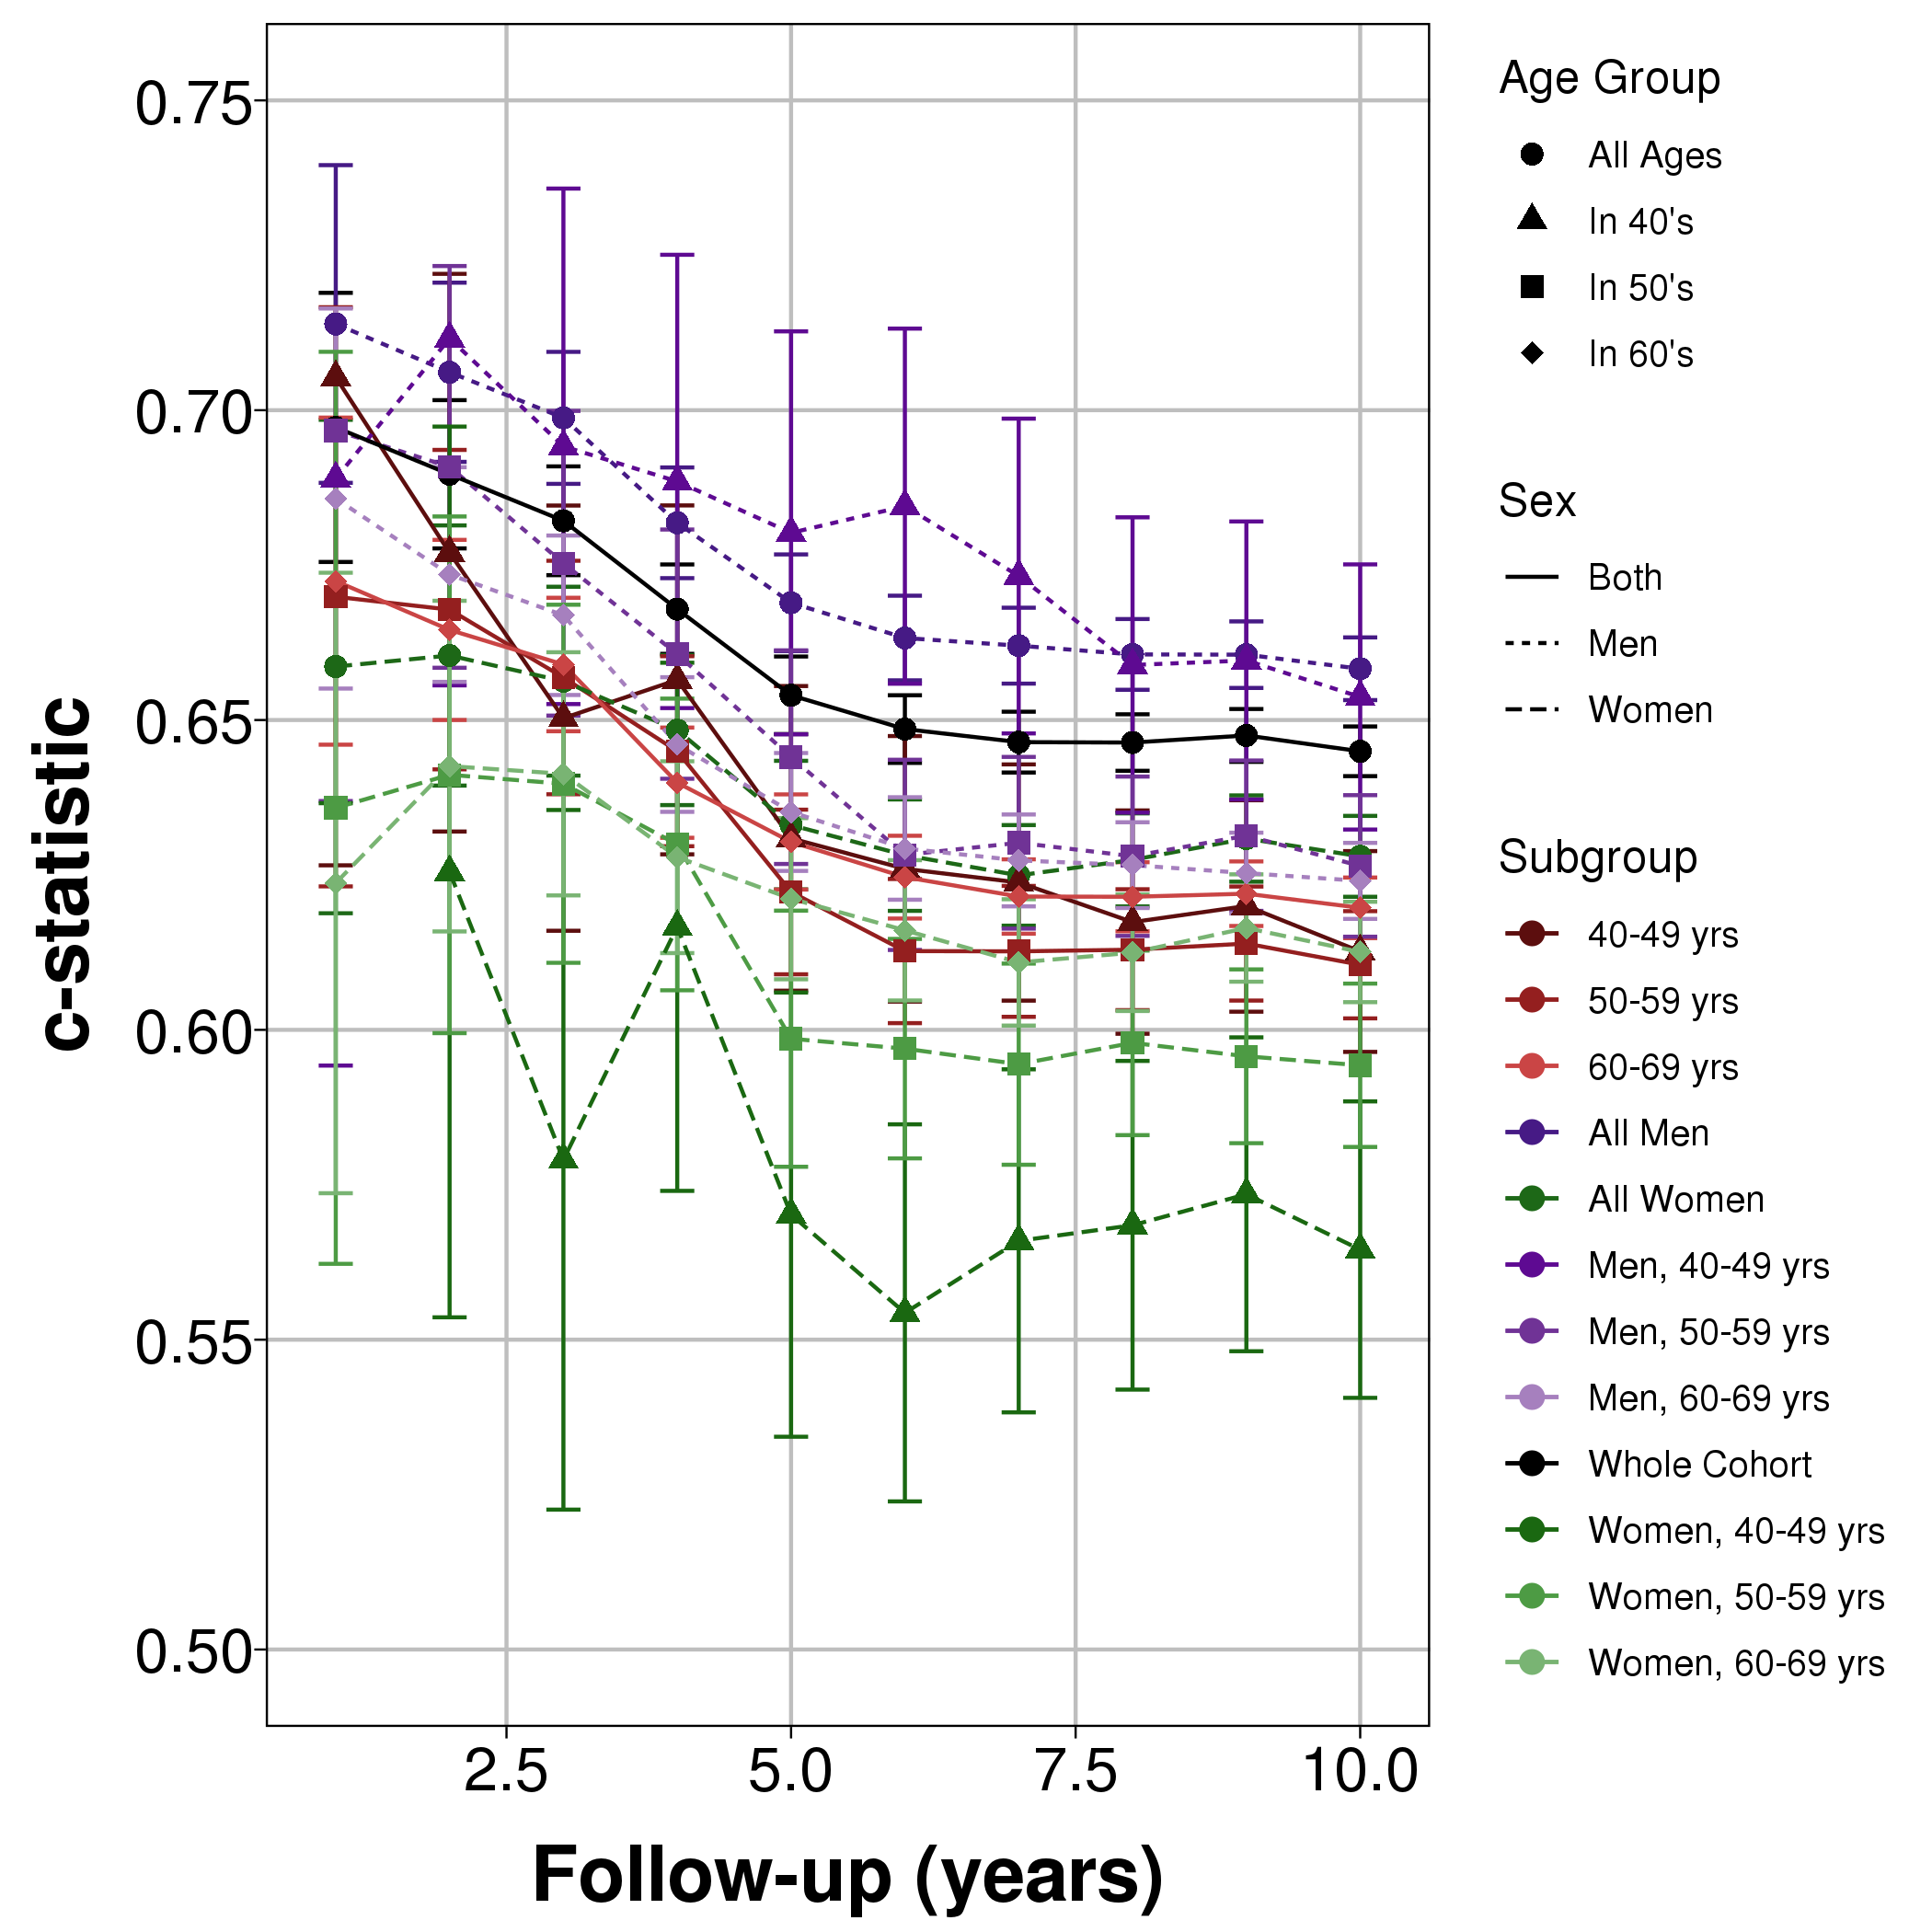 0.75
0.70
0.65
0.60
0.55
0.50
c-statistic
2.5 5.0 7.5 10.0
Follow-up (years)
Age Group
All Ages
In 40's
In 50's
In 60's
Sex
Both
Men
Women
Subgroup
40-49 yrs
50-59 yrs
60-69 yrs
All Men
All Women
Men, 40-49 yrs
Men, 50-59 yrs
Men, 60-69 yrs
Whole Cohort
Women, 40-49 yrs
Women, 50-59 yrs
Women, 60-69 yrs